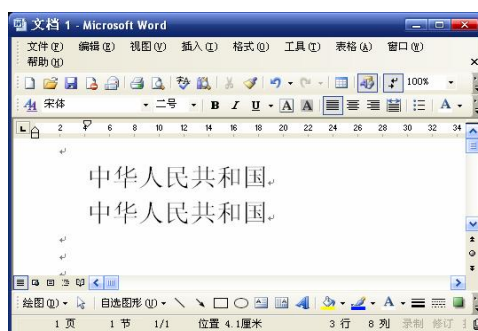 文档 1 - Microsoft Word
文件(F) 编辑(E) 视图(V) 插入(I) 格式(O) 工具(T) 表格(A) 窗口(W)
帮助(H)
100%
宋体 二号 B I U A A A
L 2 4 6 8 10 12 14 16 18 20 22 24 26 28 30 32 34
中华人民共和国
中华人民共和国
绘图(D) 自选图形(U) A
1 页 1 节 1/1 位置 4.1厘米 3 行 8 列 录制 修订